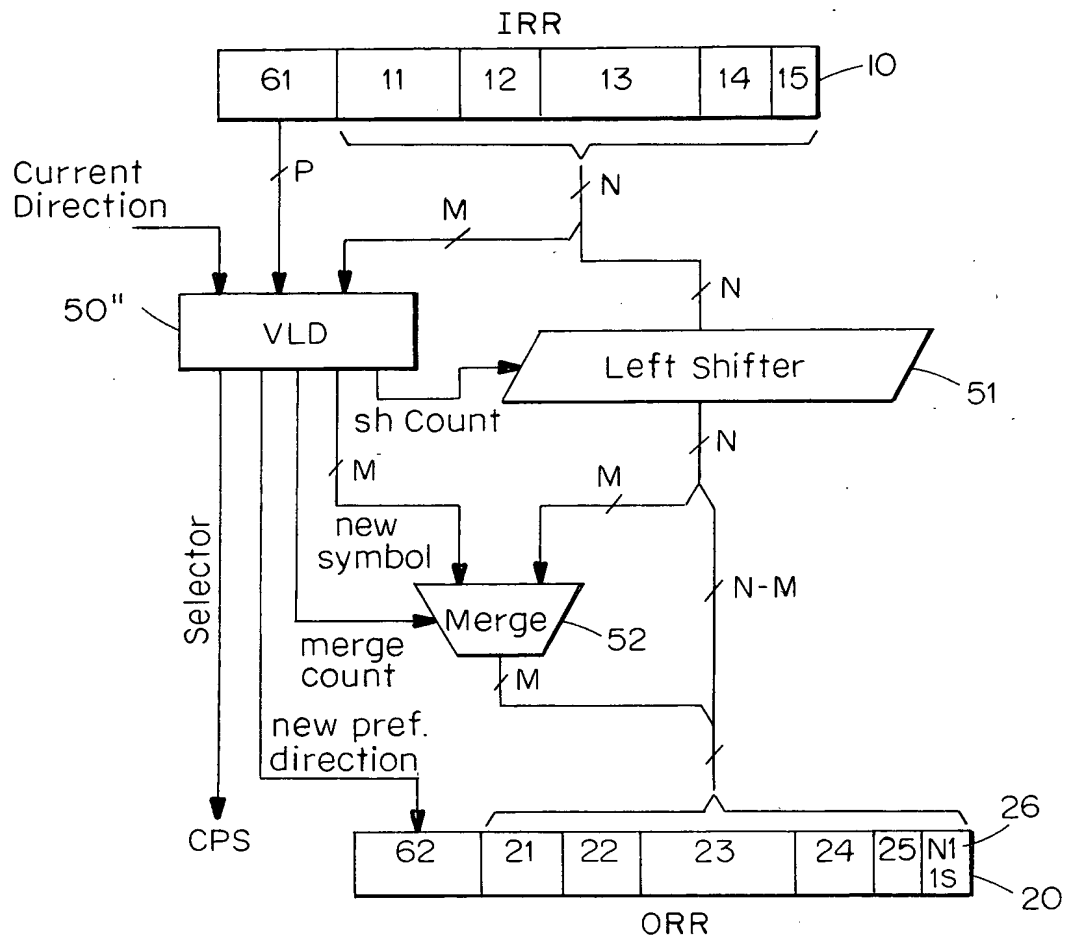 IRR
61 11 12 13 14 15 10
P
N
Current
Direction
M
N
50"
VLD
Left Shifter
51
sh Count
N
M
M
new
symbol
Selector
N-M
Merge
52
merge
count
M
new pref.
direction
CPS
26
62 21 22 23 24 25 N1
1S
20
ORR